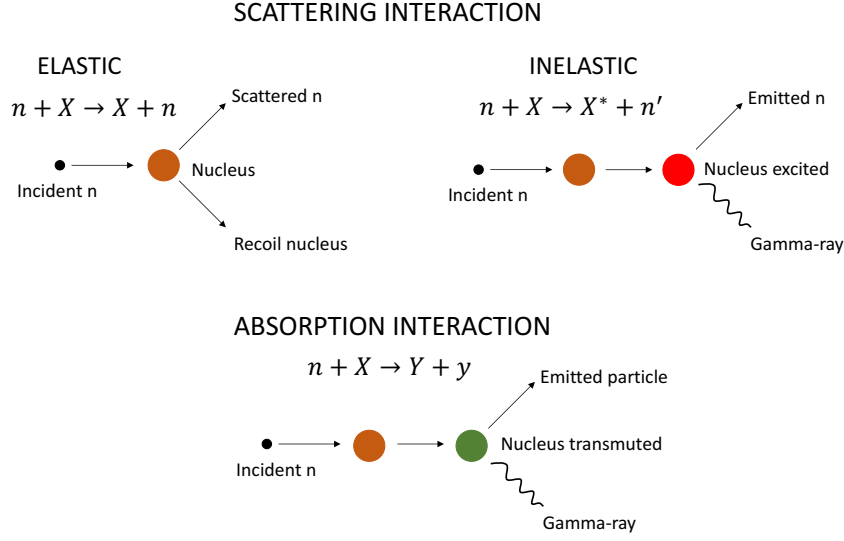 SCATTERING INTERACTION
ELASTIC
n + X → X + n
Scattered n
Nucleus
Incident n
Recoil nucleus
INELASTIC
n + X → X* + n′
Emitted n
Nucleus excited
Incident n
Gamma-ray
ABSORPTION INTERACTION
n + X → Y + y
Emitted particle
Nucleus transmuted
Incident n
Gamma-ray